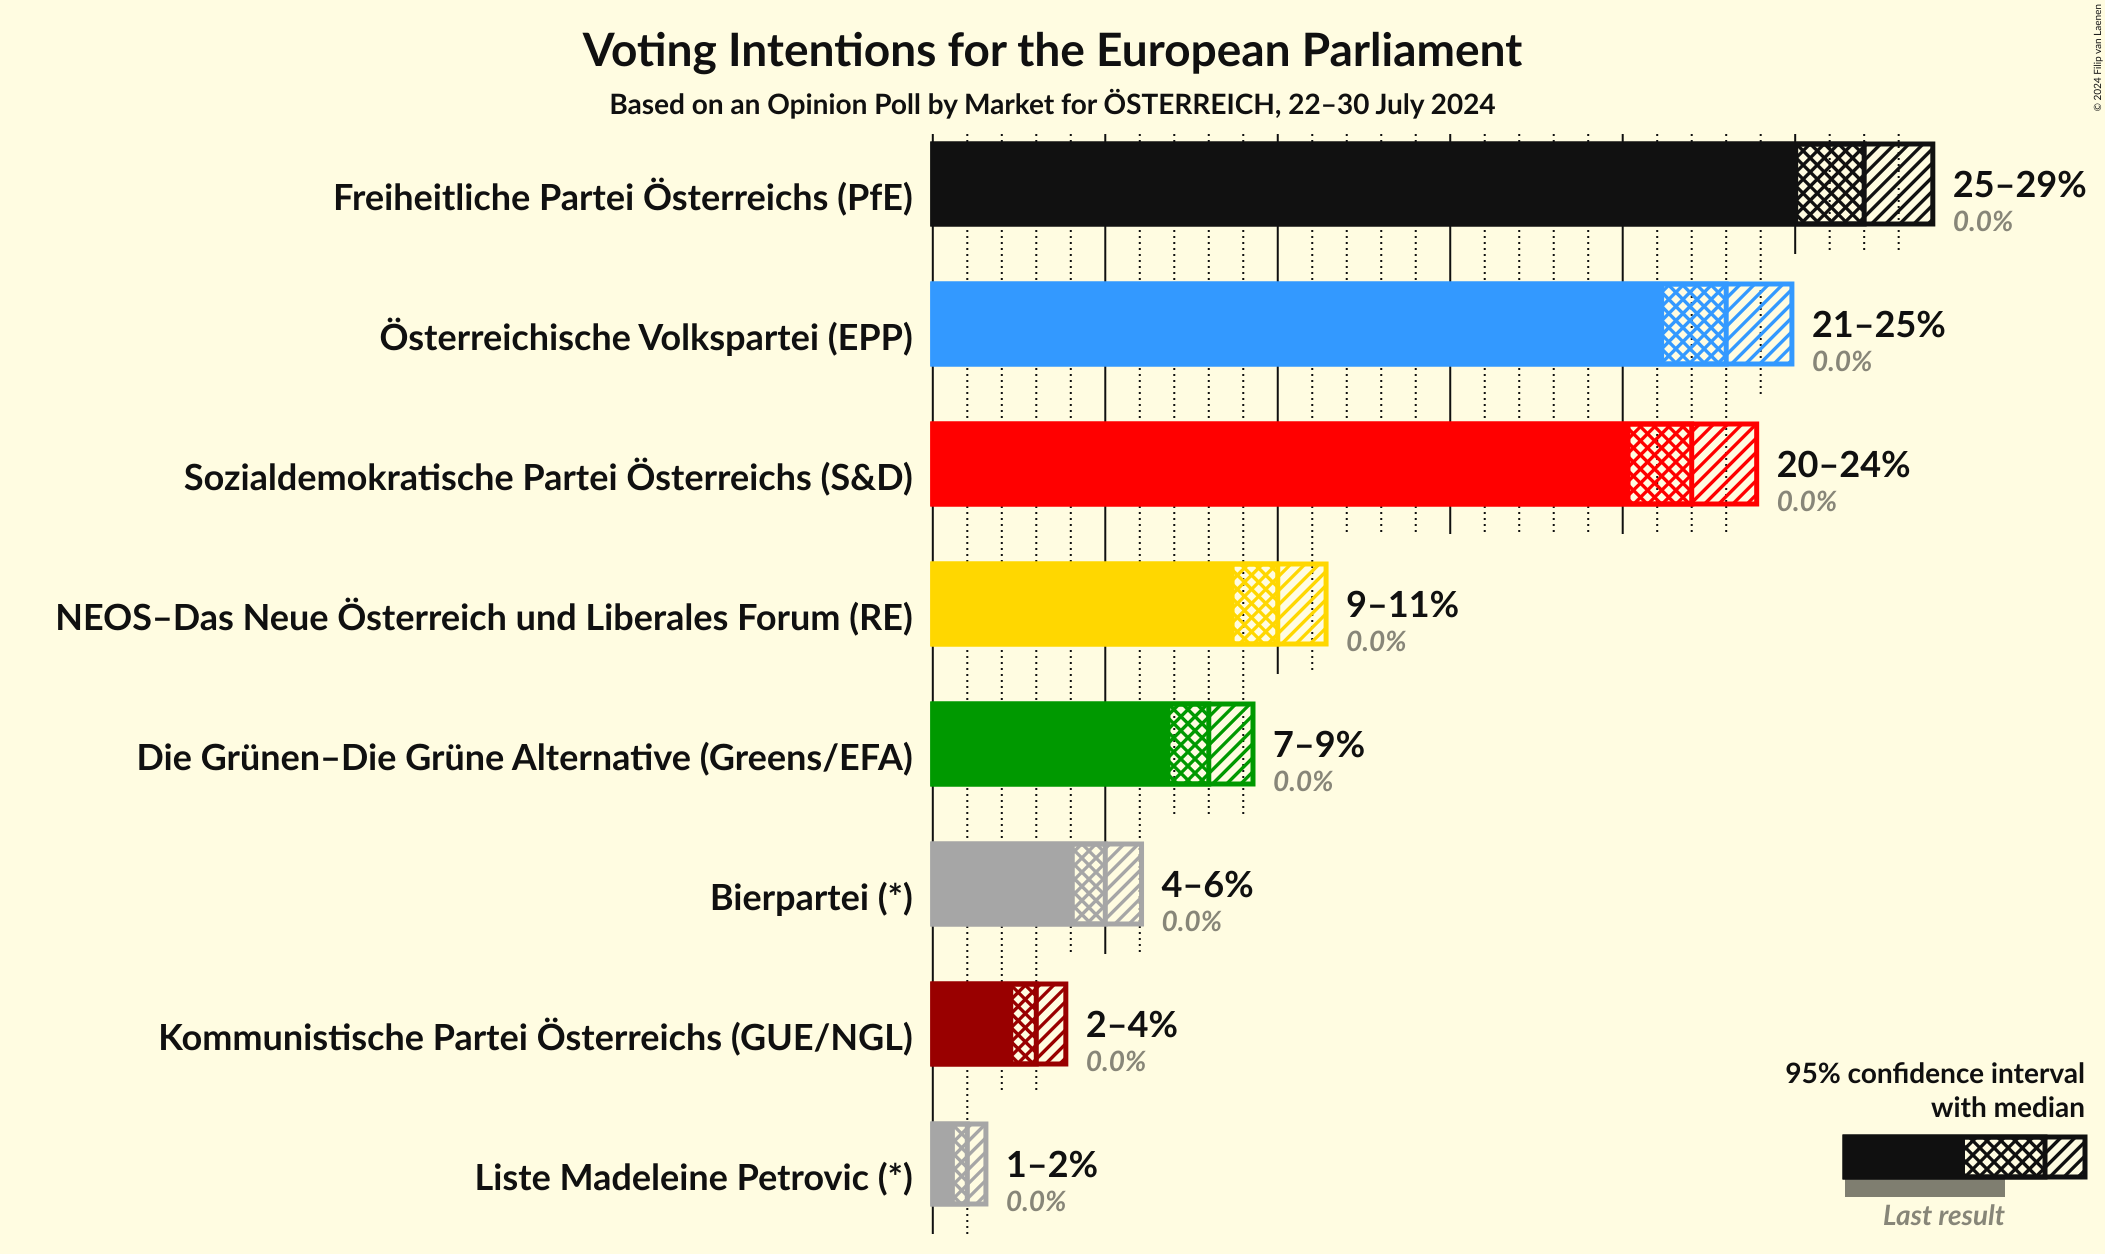 Voting Intentions for the European Parliament
Based on an Opinion Poll by Market for ÖSTERREICH, 22–30 July 2024
© 2024 Filip van Laenen
Freiheitliche Partei Österreichs (PfE)
25–29%
0.0%
Österreichische Volkspartei (EPP)
21–25%
0.0%
Sozialdemokratische Partei Österreichs (S&D)
20–24%
0.0%
NEOS–Das Neue Österreich und Liberales Forum (RE)
9–11%
0.0%
Die Grünen–Die Grüne Alternative (Greens/EFA)
7–9%
0.0%
Bierpartei (*)
4–6%
0.0%
Kommunistische Partei Österreichs (GUE/NGL)
2–4%
0.0%
Liste Madeleine Petrovic (*)
1–2%
0.0%
95% confidence interval
with median
Last result